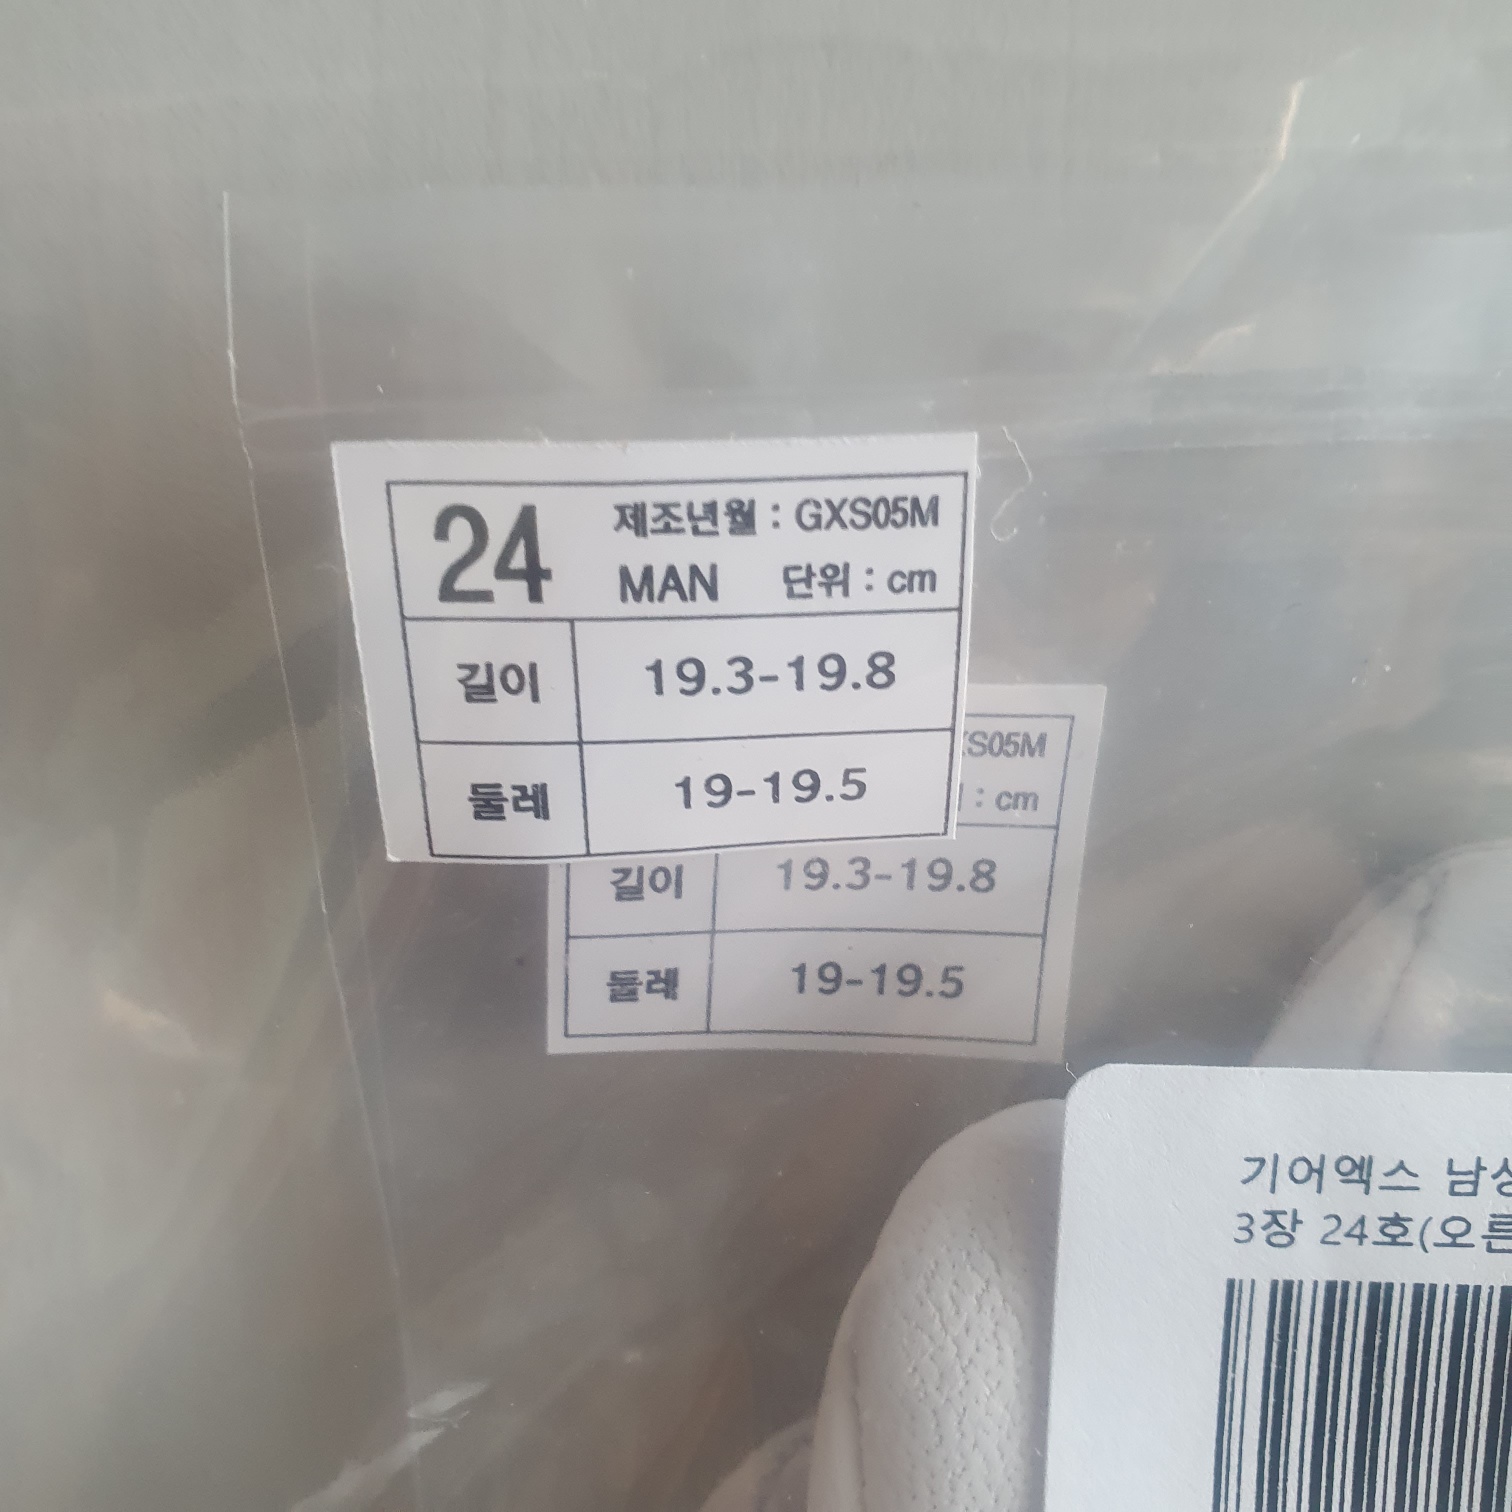 24
제조년월 : GXS05M
MAN 단위 : cm
길이 19.3-19.8
둘레 19-19.5
S05M
: cm
길이 19.3-19.8
둘레 19-19.5
기어엑스
3장 24호(오른